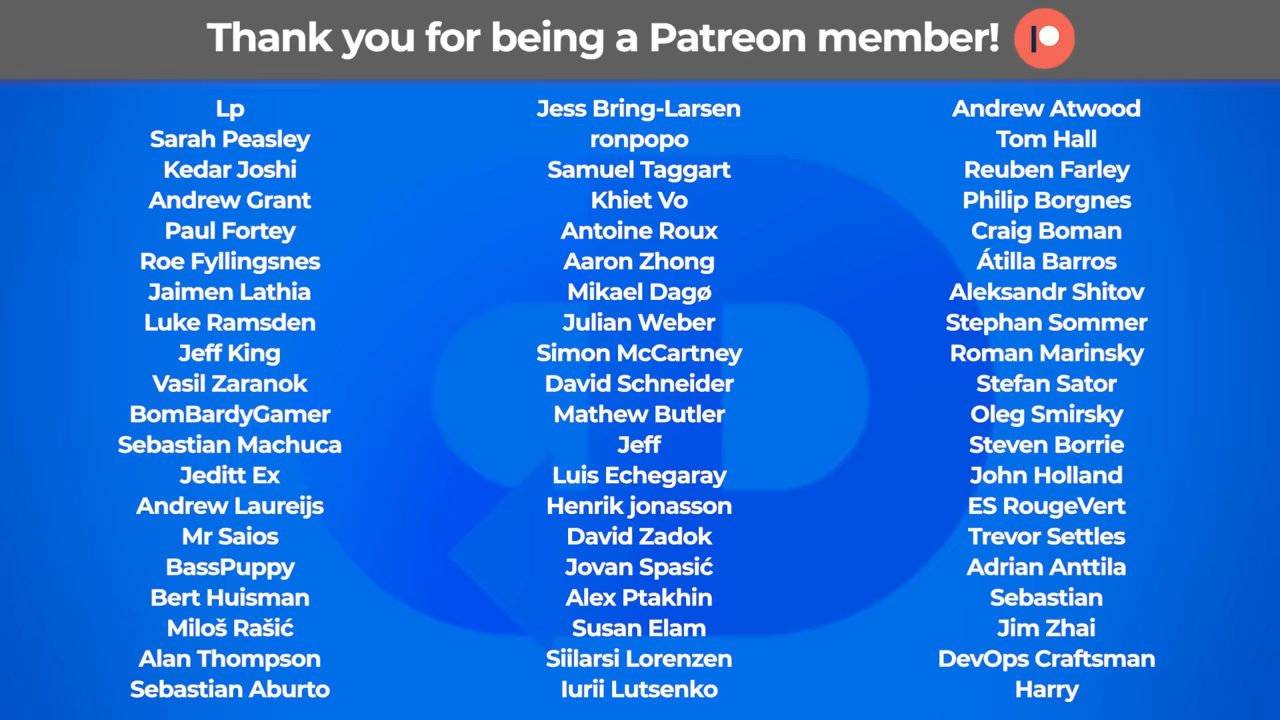 Thank you for being a Patreon member!
Lp
Sarah Peasley
Kedar Joshi
Andrew Grant
Paul Fortey
Roe Fyllingsnes
Jaimen Lathia
Luke Ramsden
Jeff King
Vasil Zaranok
BomBardyGamer
Sebastian Machuca
Jeditt Ex
Andrew Laureijs
Mr Saios
BassPuppy
Bert Huisman
Miloš Rašić
Alan Thompson
Sebastian Aburto
Jess Bring-Larsen
ronpopo
Samuel Taggart
Khiet Vo
Antoine Roux
Aaron Zhong
Mikael Dagø
Julian Weber
Simon McCartney
David Schneider
Mathew Butler
Jeff
Luis Echegaray
Henrik jonasson
David Zadok
Jovan Spasić
Alex Ptakhin
Susan Elam
Siilarsi Lorenzen
Iurii Lutsenko
Andrew Atwood
Tom Hall
Reuben Farley
Philip Borgnes
Craig Boman
Átilla Barros
Aleksandr Shitov
Stephan Sommer
Roman Marinsky
Stefan Sator
Oleg Smirsky
Steven Borrie
John Holland
ES RougeVert
Trevor Settles
Adrian Anttila
Sebastian
Jim Zhai
DevOps Craftsman
Harry